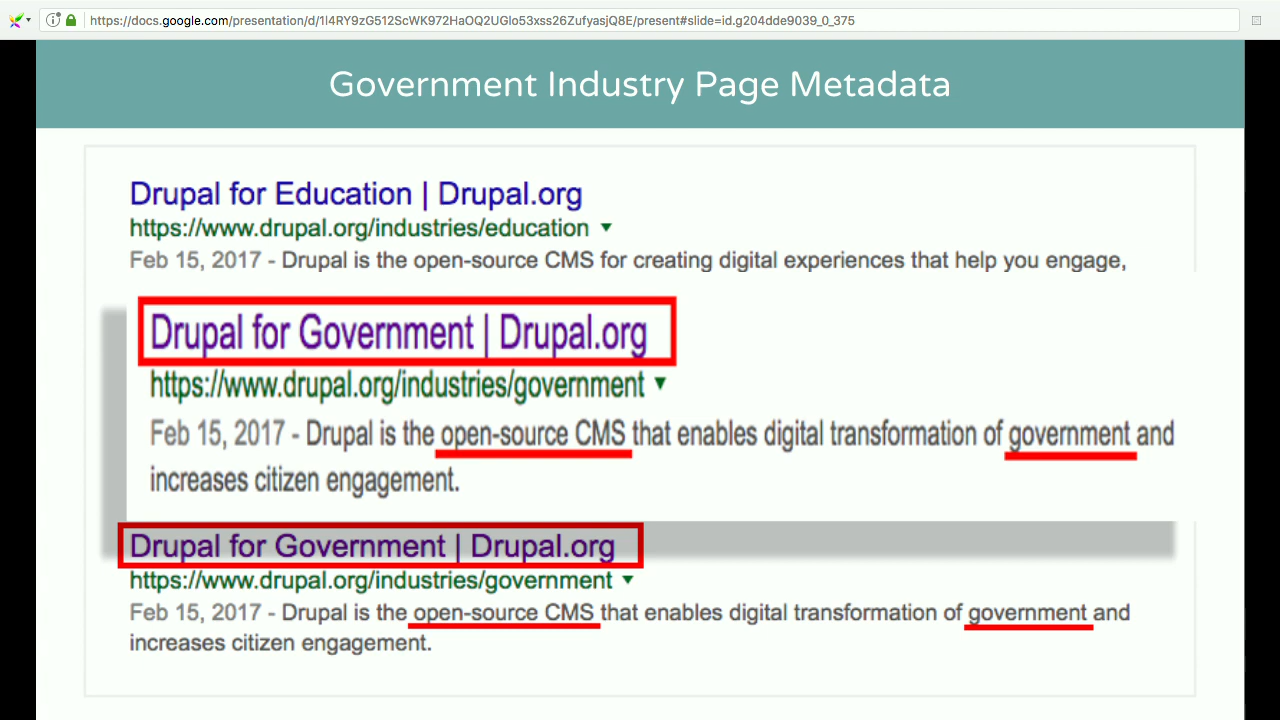 https://docs.google.com/presentation/d/1l4RY9zG512ScWK972HaOQ2UGlo53xss26ZufyasjQ8E/present#slide=id.g204dde9039_0_375
Government Industry Page Metadata
Drupal for Education | Drupal.org
https://www.drupal.org/industries/education
Feb 15, 2017 - Drupal is the open-source CMS for creating digital experiences that help you engage,
Drupal for Government | Drupal.org
https://www.drupal.org/industries/government
Feb 15, 2017 - Drupal is the open-source CMS that enables digital transformation of government and
increases citizen engagement.
Drupal for Government | Drupal.org
https://www.drupal.org/industries/government
Feb 15, 2017 - Drupal is the open-source CMS that enables digital transformation of government and
increases citizen engagement.